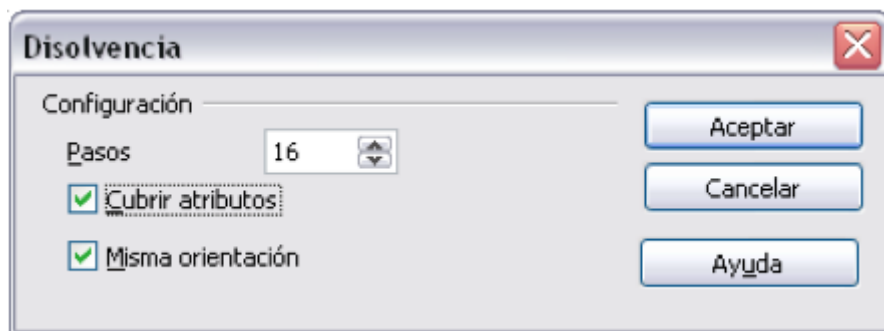 Disolvencia
Configuración
Pasos 16
Cubrir atributos
Misma orientación
Aceptar
Cancelar
Ayuda